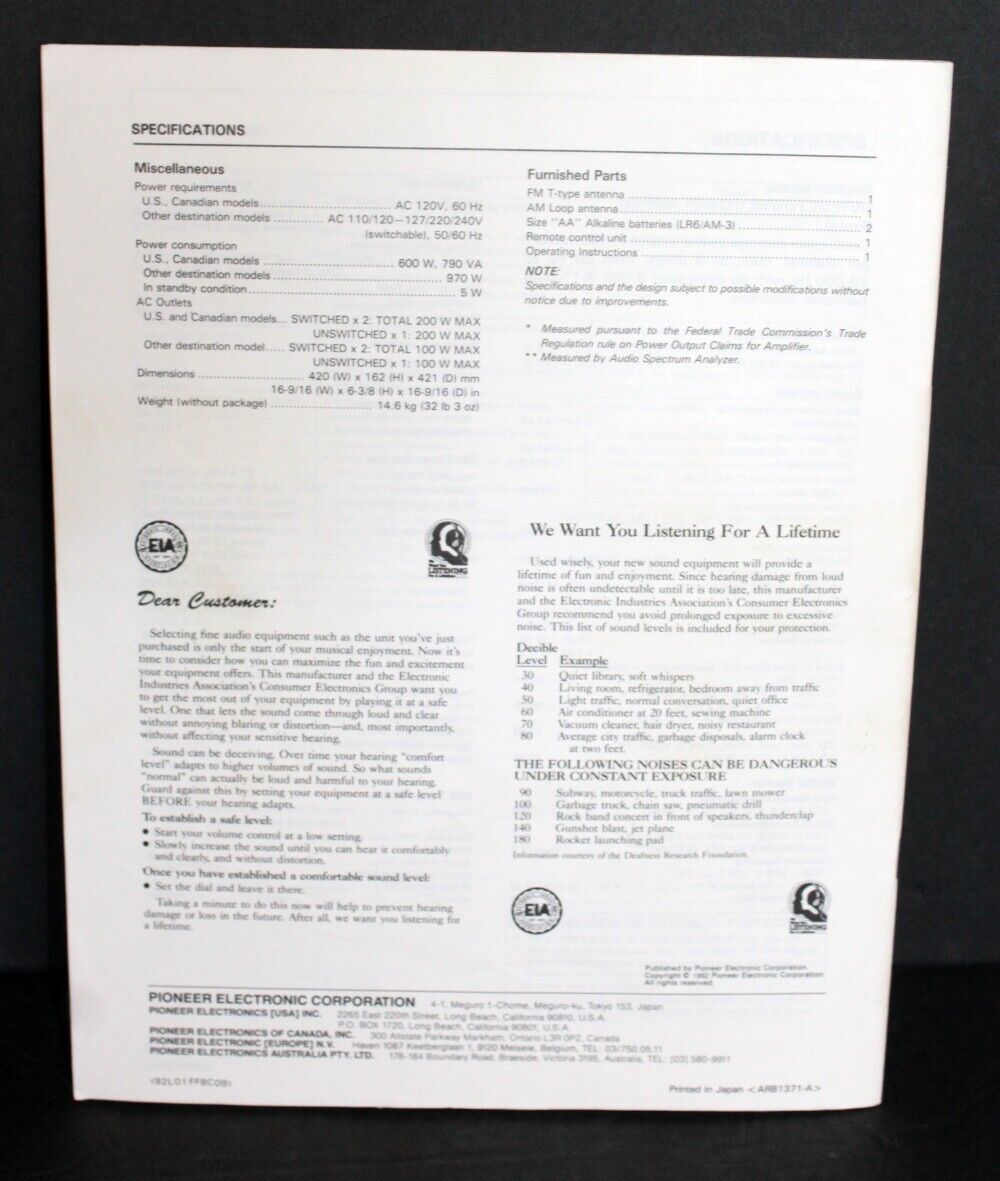 SPECIFICATIONS
Miscellaneous
Power requirements
U.S., Canadian models................................. AC 120V, 60 Hz
Other destination models ............. AC 110/120—127/220/240V
(switchable), 50/60 Hz
Power consumption
U.S., Canadian models ................................. 600 W, 790 VA
Other destination models ........................................... 970 W
In standby condition..................................................... 5 W
AC Outlets
U.S. and Canadian models... SWITCHED x 2: TOTAL 200 W MAX
UNSWITCHED x 1: 200 W MAX
Other destination model..... SWITCHED x 2: TOTAL 100 W MAX
UNSWITCHED x 1: 100 W MAX
Dimensions ........................... 420 (W) x 162 (H) x 421 (D) mm
16-9/16 (W) x 6-3/8 (H) x 16-9/16 (D) in
Weight (without package) .......................... 14.6 kg (32 lb 3 oz)
Furnished Parts
FM T-type antenna .............................................................. 1
AM Loop antenna............................................................... 1
Size "AA" Alkaline batteries (LR6/AM-3) ............................... 2
Remote control unit ............................................................ 1
Operating Instructions ......................................................... 1
NOTE:
Specifications and the design subject to possible modifications without
notice due to improvements.
* Measured pursuant to the Federal Trade Commission's Trade
Regulation rule on Power Output Claims for Amplifier.
** Measured by Audio Spectrum Analyzer.
EIA
LISTENING
Dear Customer:
Selecting fine audio equipment such as the unit you've just
purchased is only the start of your musical enjoyment. Now it's
time to consider how you can maximize the fun and excitement
your equipment offers. This manufacturer and the Electronic
Industries Association's Consumer Electronics Group want you
to get the most out of your equipment by playing it at a safe
level. One that lets the sound come through loud and clear
without annoying blaring or distortion—and, most importantly,
without affecting your sensitive hearing.
Sound can be deceiving. Over time your hearing "comfort
level" adapts to higher volumes of sound. So what sounds
"normal" can actually be loud and harmful to your hearing.
Guard against this by setting your equipment at a safe level
BEFORE your hearing adapts.
To establish a safe level:
• Start your volume control at a low setting.
• Slowly increase the sound until you can hear it comfortably
and clearly, and without distortion.
Once you have established a comfortable sound level:
• Set the dial and leave it there.
Taking a minute to do this now will help to prevent hearing
damage or loss in the future. After all, we want you listening for
a lifetime.
We Want You Listening For A Lifetime
Used wisely, your new sound equipment will provide a
lifetime of fun and enjoyment. Since hearing damage from loud
noise is often undetectable until it is too late, this manufacturer
and the Electronic Industries Association's Consumer Electronics
Group recommend you avoid prolonged exposure to excessive
noise. This list of sound levels is included for your protection.
Decible
Level Example
30 Quiet library, soft whispers
40 Living room, refrigerator, bedroom away from traffic
50 Light traffic, normal conversation, quiet office
60 Air conditioner at 20 feet, sewing machine
70 Vacuum cleaner, hair dryer, noisy restaurant
80 Average city traffic, garbage disposals, alarm clock
at two feet.
THE FOLLOWING NOISES CAN BE DANGEROUS
UNDER CONSTANT EXPOSURE
90 Subway, motorcycle, truck traffic, lawn mower
100 Garbage truck, chain saw, pneumatic drill
120 Rock band concert in front of speakers, thunderclap
140 Gunshot blast, jet plane
180 Rocket launching pad
Information courtesy of the Deafness Research Foundation.
EIA
LISTENING
Published by Pioneer Electronic Corporation.
Copyright © 1992 Pioneer Electronic Corporation.
All rights reserved.
PIONEER ELECTRONIC CORPORATION 4-1, Meguro 1-Chome, Meguro-ku, Tokyo 153, Japan
PIONEER ELECTRONICS [USA] INC. 2265 East 220th Street, Long Beach, California 90810, U.S.A.
P.O. BOX 1720, Long Beach, California 90801, U.S.A.
PIONEER ELECTRONICS OF CANADA, INC. 300 Allstate Parkway Markham, Ontario L3R 0P2, Canada
PIONEER ELECTRONIC [EUROPE] N.V. Haven 1087 Keetberglaan 1, 9120 Melsele, Belgium, TEL: 03/750.05.11
PIONEER ELECTRONICS AUSTRALIA PTY. LTD. 178-184 Boundary Road, Braeside, Victoria 3195, Australia, TEL: [03] 580-9911
<92L01FF8C09>
Printed in Japan <ARB1371-A>